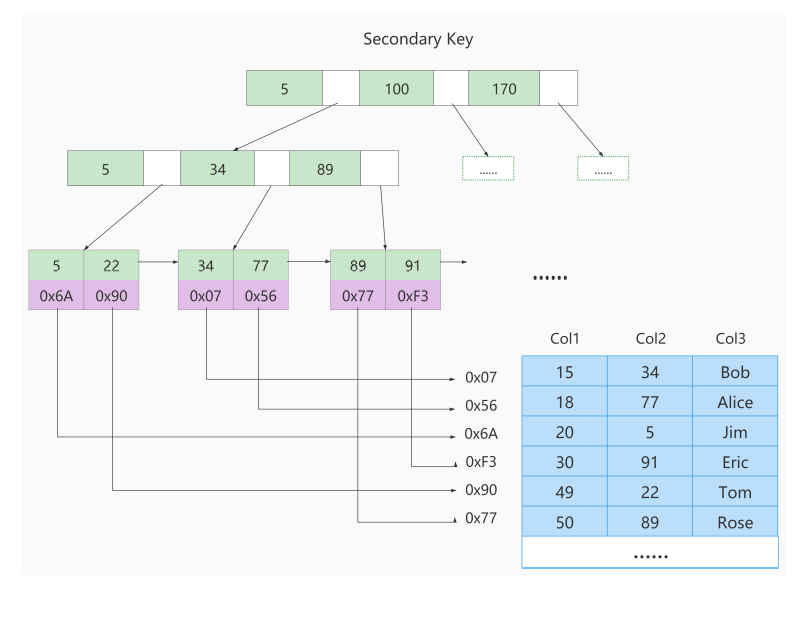 Secondary Key
5 100 170
5 34 89
...... ......
5 22 34 77 89 91
0x6A 0x90 0x07 0x56 0x77 0xF3
......
Col1 Col2 Col3
0x07 15 34 Bob
0x56 18 77 Alice
0x6A 20 5 Jim
0xF3 30 91 Eric
0x90 49 22 Tom
0x77 50 89 Rose
......